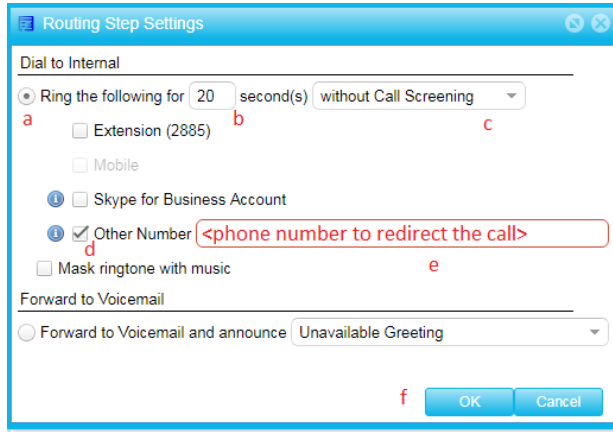 Routing Step Settings
Dial to Internal
Ring the following for 20 second(s) without Call Screening
a b c
Extension (2885)
Mobile
Skype for Business Account
Other Number <phone number to redirect the call>
d e
Mask ringtone with music
Forward to Voicemail
Forward to Voicemail and announce Unavailable Greeting
f OK Cancel